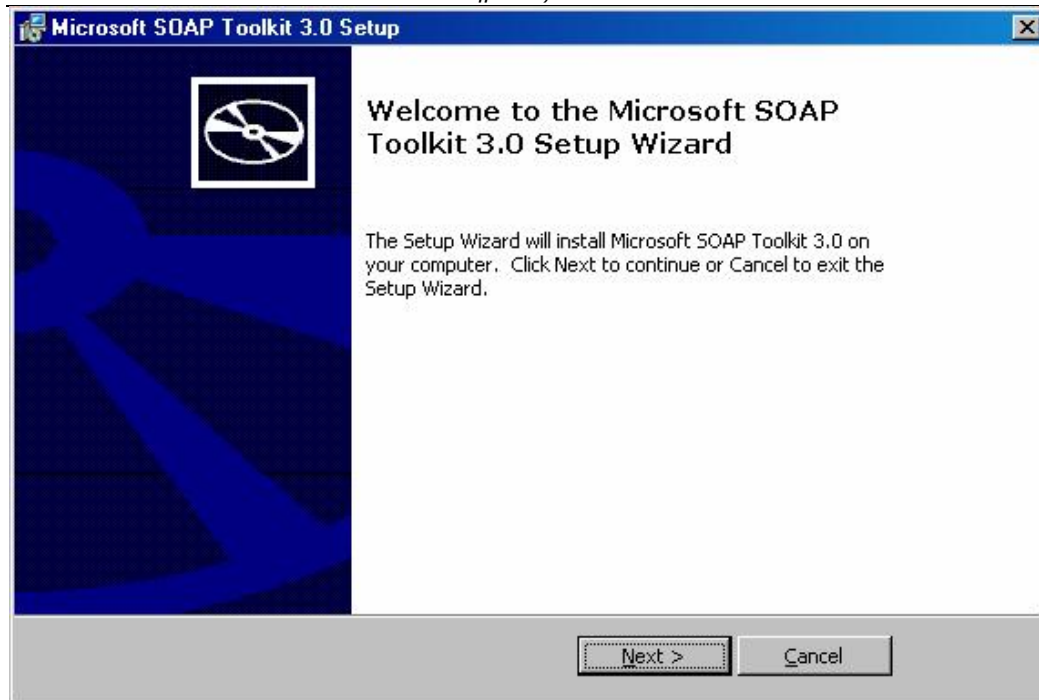 Microsoft SOAP Toolkit 3.0 Setup
Welcome to the Microsoft SOAP
Toolkit 3.0 Setup Wizard
The Setup Wizard will install Microsoft SOAP Toolkit 3.0 on
your computer. Click Next to continue or Cancel to exit the
Setup Wizard.
Next >
Cancel